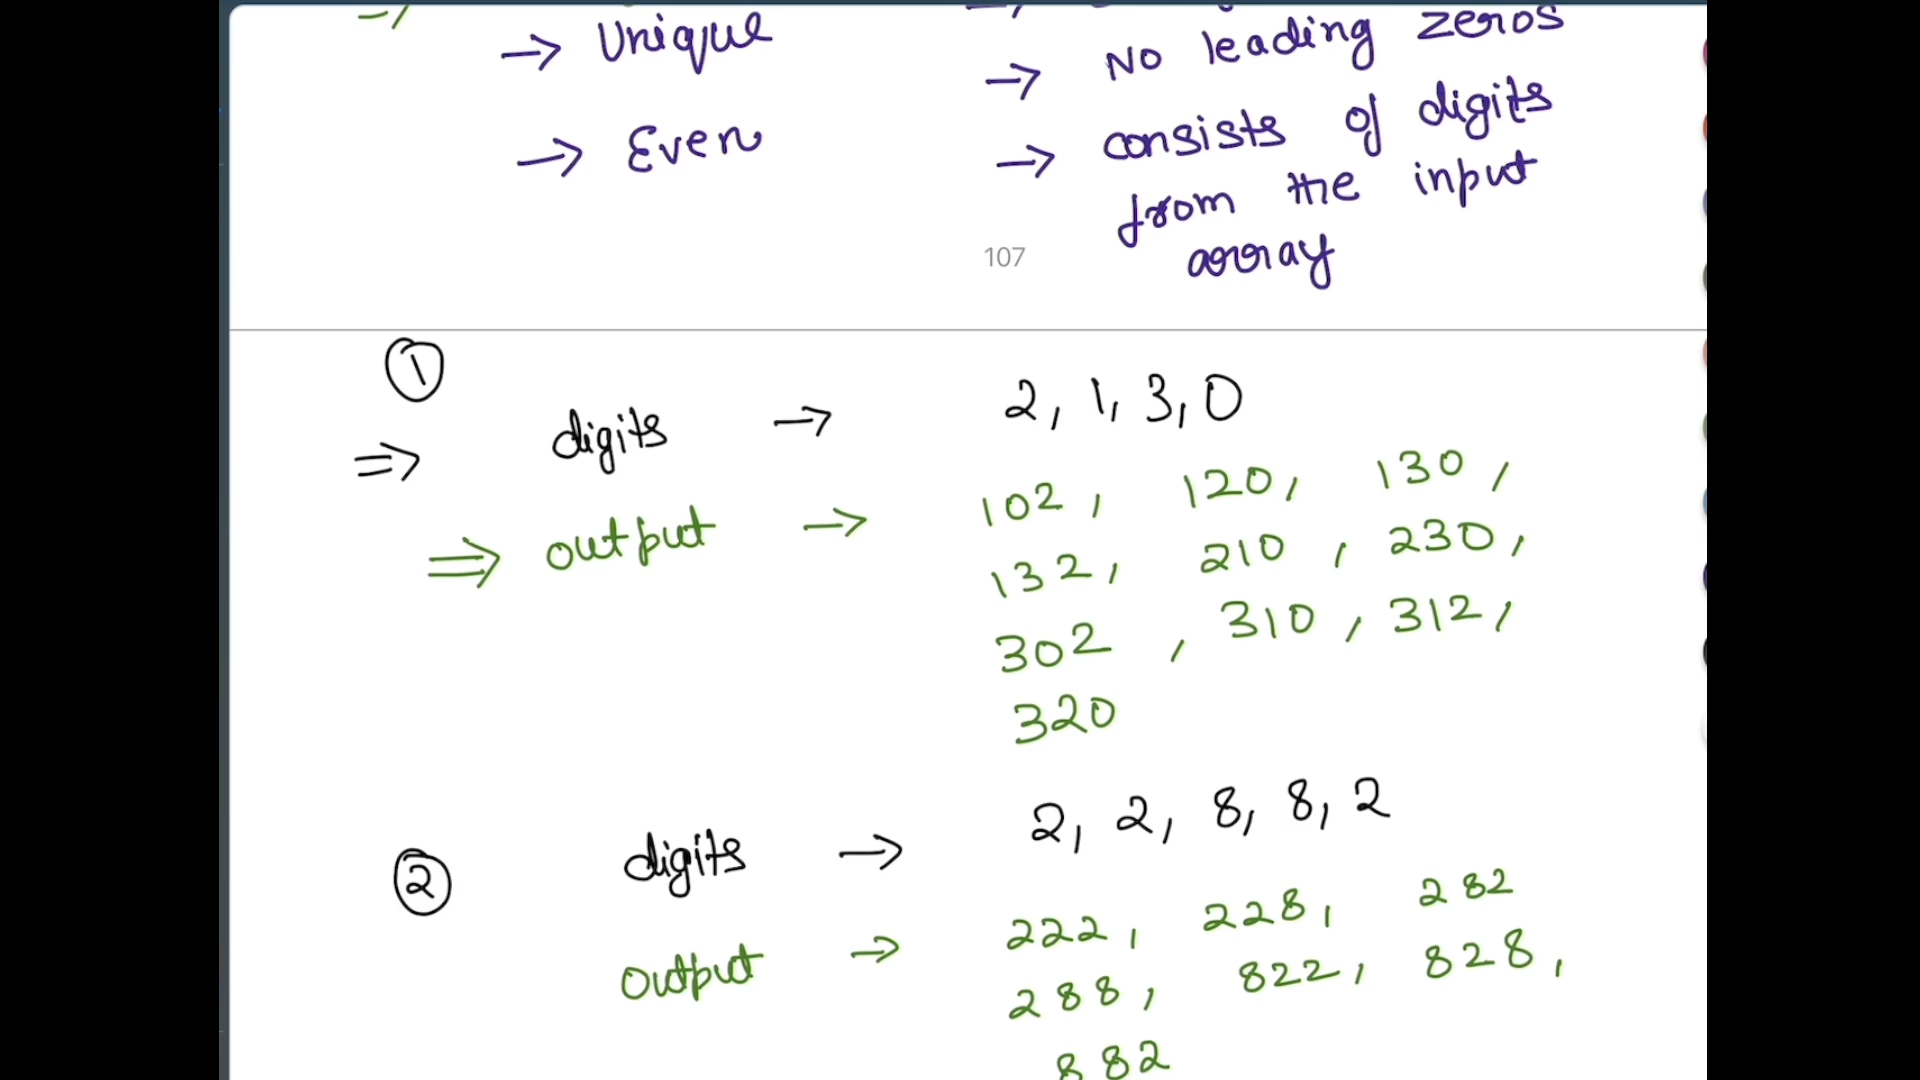 → Unique
→ Even
→ No leading zeros
→ consists of digits
from the input
array
107
①
⇒ digits → 2, 1, 3, 0
⇒ output → 102, 120, 130,
132, 210, 230,
302, 310, 312,
320
② digits → 2, 2, 8, 8, 2
output → 222, 228, 282
288, 822, 828,
882